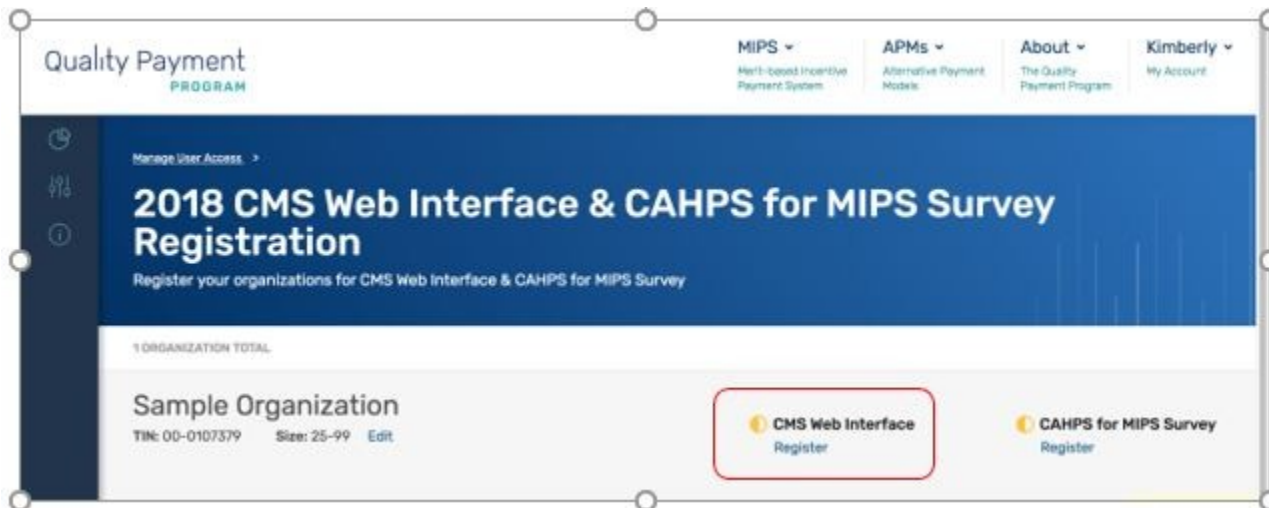 Quality Payment
PROGRAM
MIPS
Merit-based Incentive
Payment System
APMs
Alternative Payment
Models
About
The Quality
Payment Program
Kimberly
My Account
Manage User Access >
2018 CMS Web Interface & CAHPS for MIPS Survey
Registration
Register your organizations for CMS Web Interface & CAHPS for MIPS Survey
1 ORGANIZATION TOTAL
Sample Organization
TIN: 00-0107379 Size: 25-99 Edit
CMS Web Interface
Register
CAHPS for MIPS Survey
Register